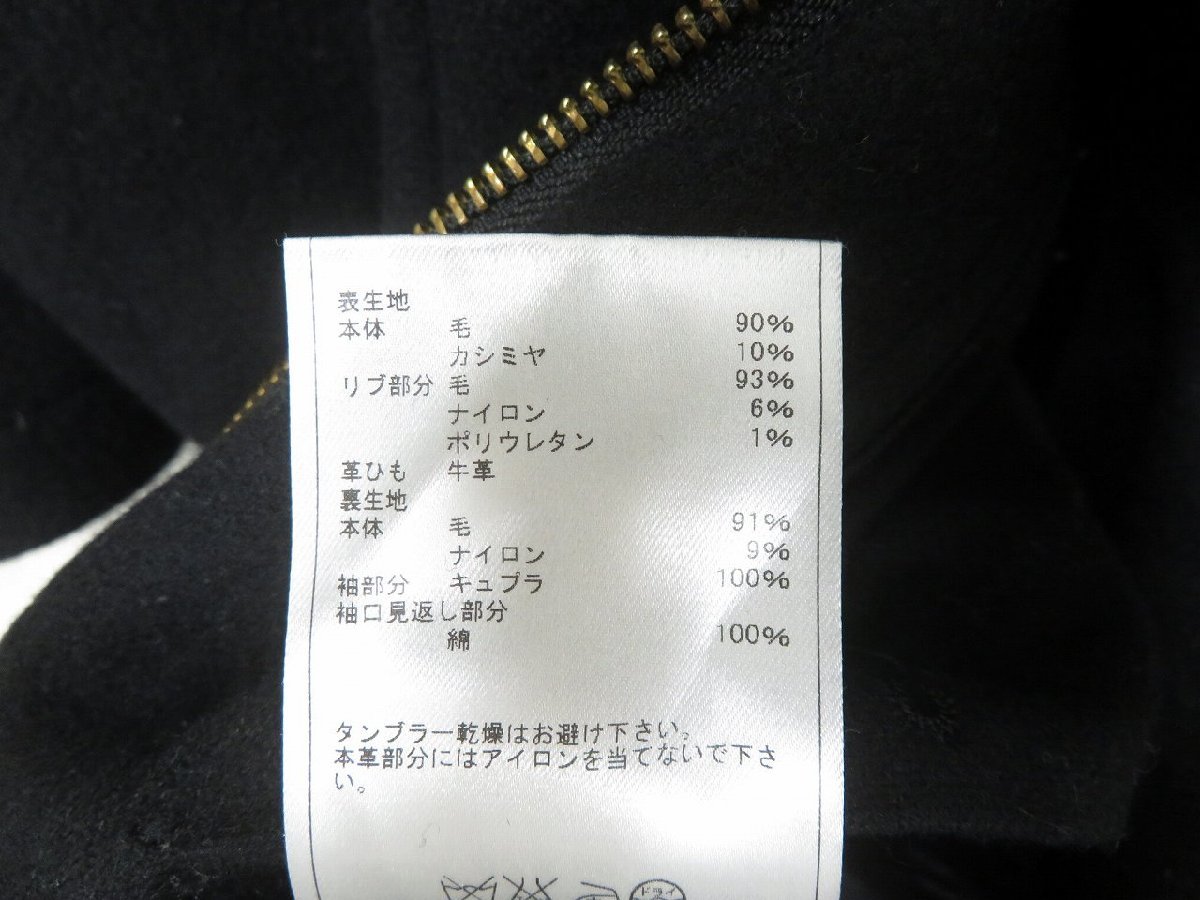 表生地
本体 毛 90%
カシミヤ 10%
リブ部分 毛 93%
ナイロン 6%
ポリウレタン 1%
革ひも 牛革
裏生地
本体 毛 91%
ナイロン 9%
袖部分 キュプラ 100%
袖口見返し部分
綿 100%
タンブラー乾燥はお避け下さい。
本革部分にはアイロンを当てないで下さ
い。